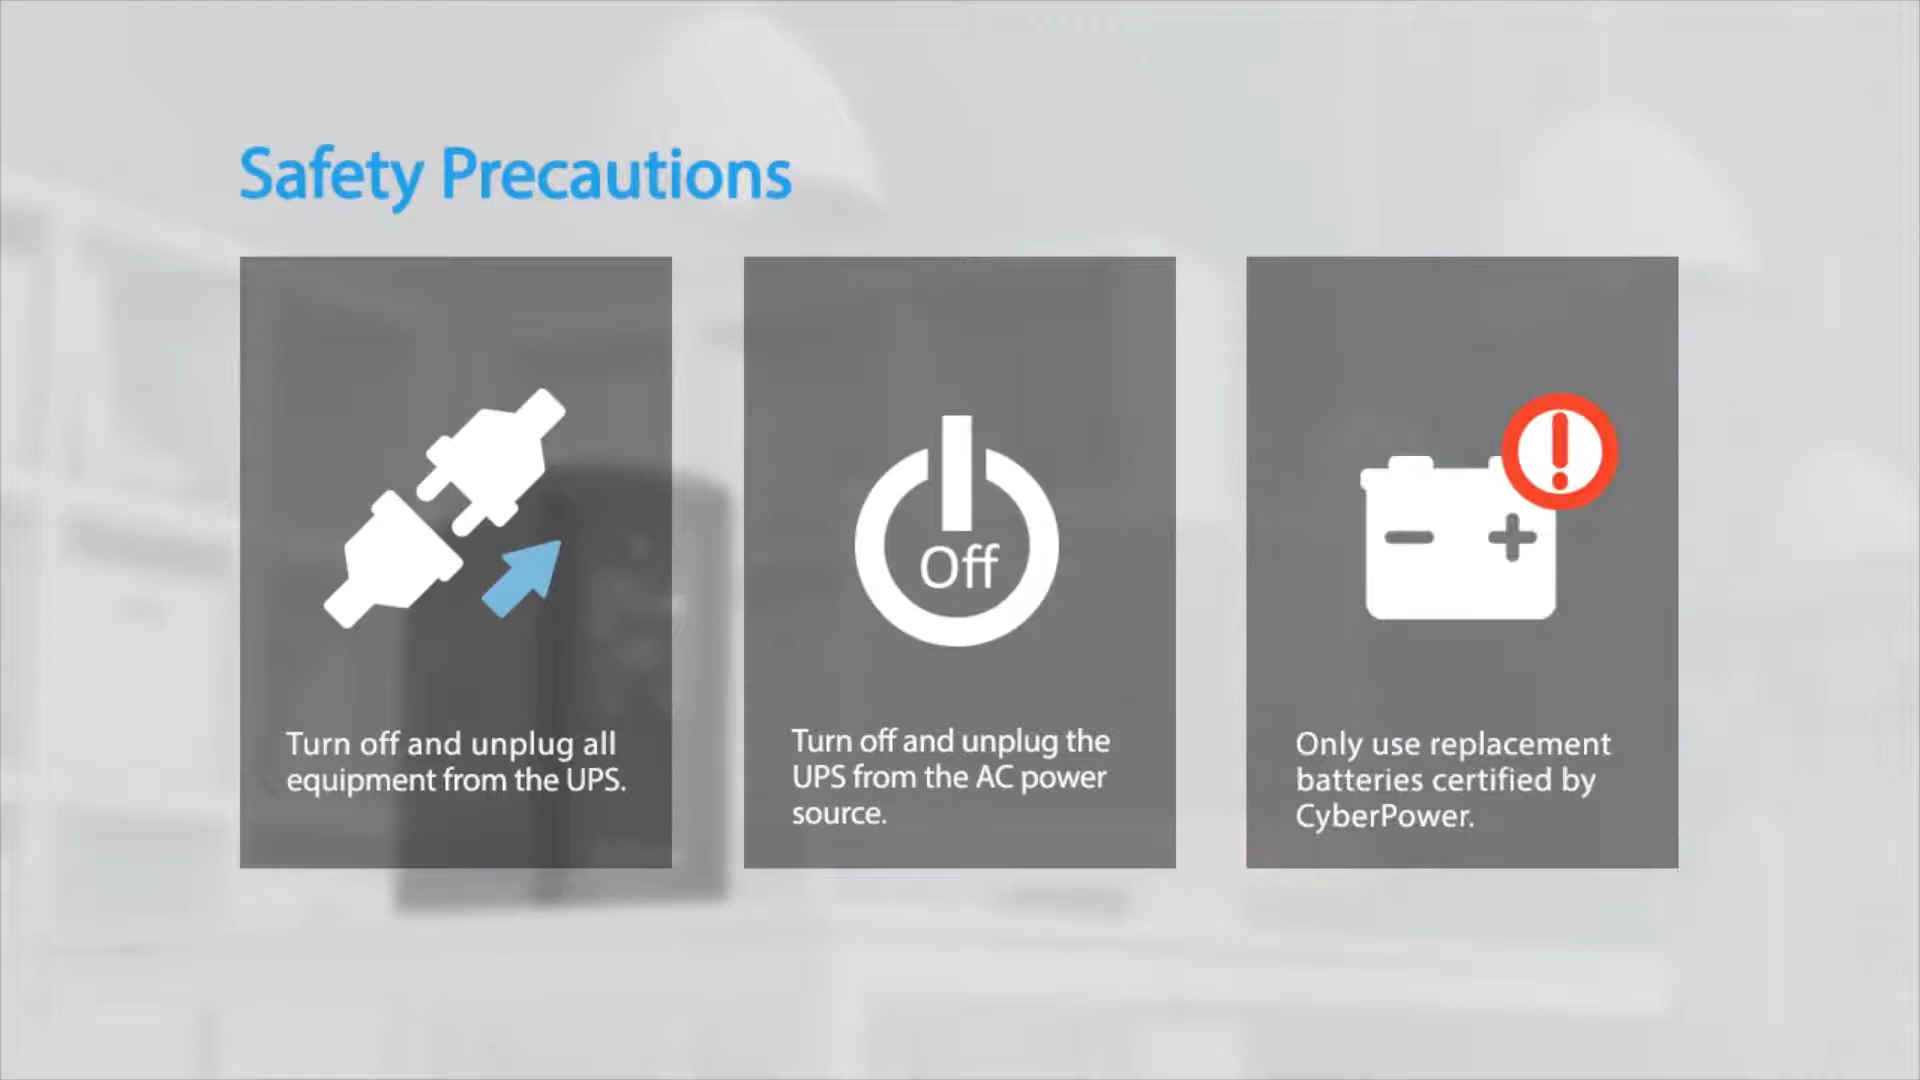 Safety Precautions
Off
Turn off and unplug all
equipment from the UPS.
Turn off and unplug the
UPS from the AC power
source.
Only use replacement
batteries certified by
CyberPower.